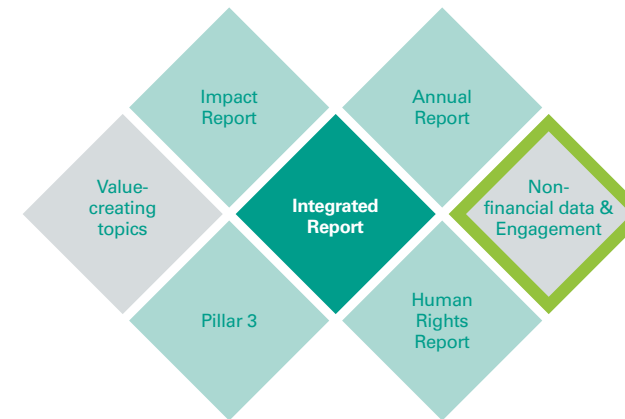 Impact
Report
Annual
Report
Value-
creating
topics
Integrated
Report
Non-
financial data &
Engagement
Pillar 3
Human
Rights
Report